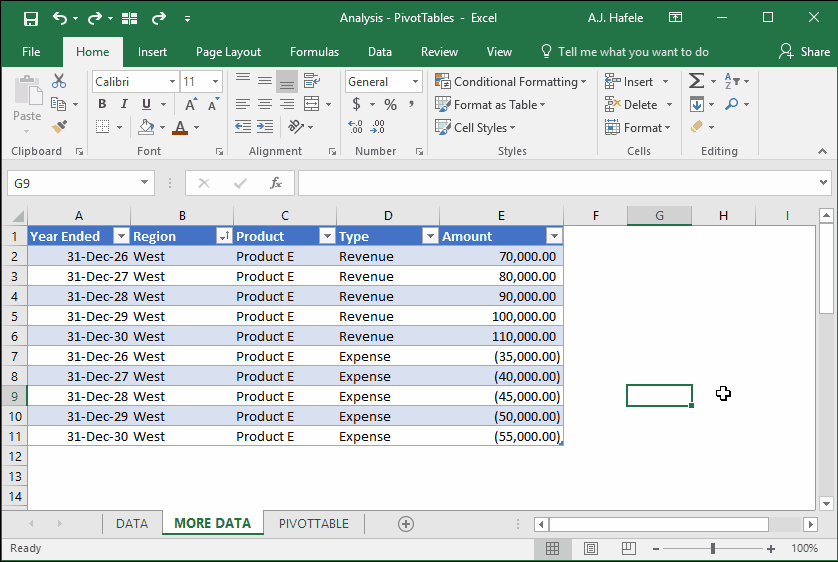 Analysis - PivotTables - Excel A.J. Hafele
File Home Insert Page Layout Formulas Data Review View Tell me what you want to do Share
Paste
Calibri 11
B I U A A
A
General
$ % ,
.00 .00
Conditional Formatting
Format as Table
Cell Styles
Insert
Delete
Format
Clipboard Font Alignment Number Styles Cells Editing
G9 fx
A B C D E F G H I
1 Year Ended Region Product Type Amount
2 31-Dec-26 West Product E Revenue 70,000.00
3 31-Dec-27 West Product E Revenue 80,000.00
4 31-Dec-28 West Product E Revenue 90,000.00
5 31-Dec-29 West Product E Revenue 100,000.00
6 31-Dec-30 West Product E Revenue 110,000.00
7 31-Dec-26 West Product E Expense (35,000.00)
8 31-Dec-27 West Product E Expense (40,000.00)
9 31-Dec-28 West Product E Expense (45,000.00)
10 31-Dec-29 West Product E Expense (50,000.00)
11 31-Dec-30 West Product E Expense (55,000.00)
12
13
14
DATA MORE DATA PIVOTTABLE
Ready 100%